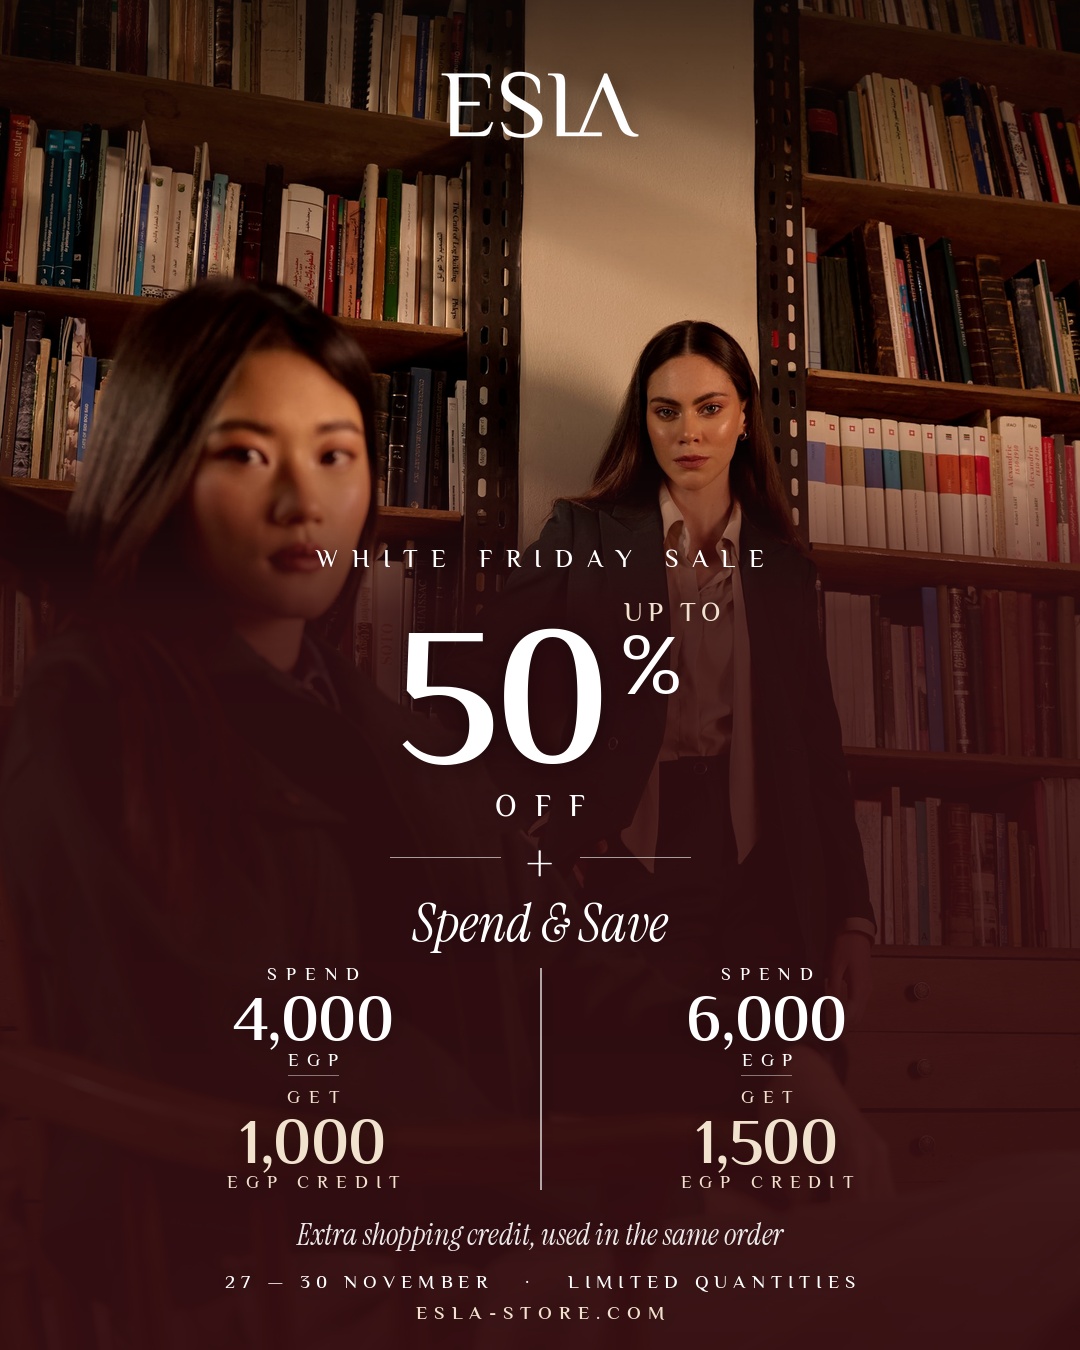 ESLA
WHITE FRIDAY SALE
UP TO
50%
OFF
+
Spend & Save
SPEND
4,000
EGP
GET
1,000
EGP CREDIT
SPEND
6,000
EGP
GET
1,500
EGP CREDIT
Extra shopping credit, used in the same order
27 — 30 NOVEMBER · LIMITED QUANTITIES
ESLA-STORE.COM